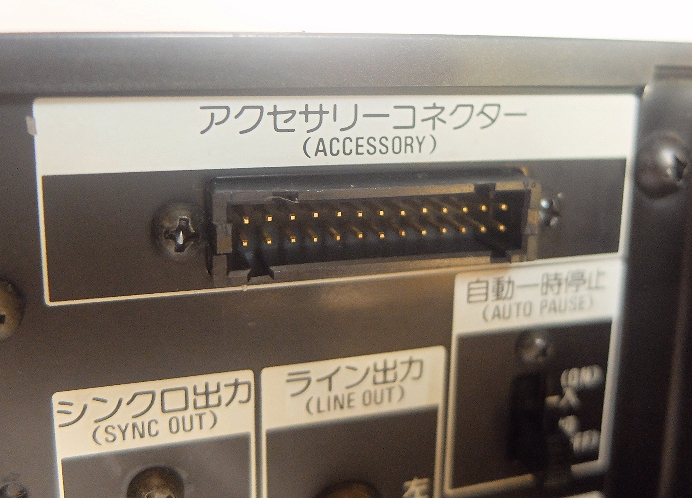 アクセサリーコネクター
(ACCESSORY)
自動一時停止
(AUTO PAUSE)
シンクロ出力
(SYNC OUT)
ライン出力
(LINE OUT)
左